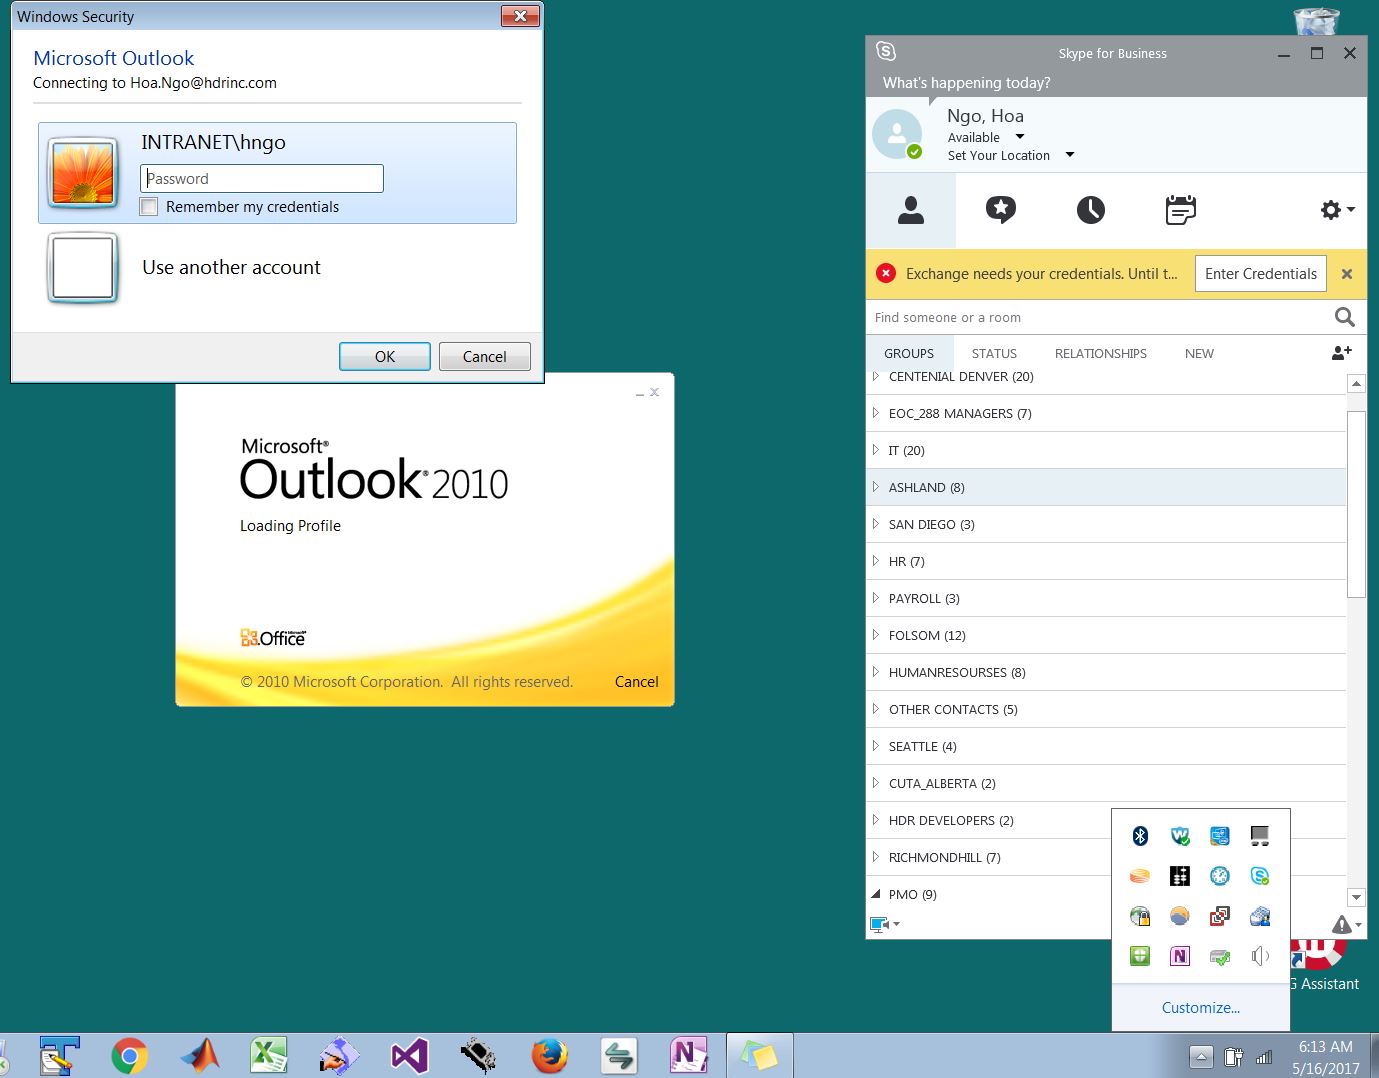 Windows Security
Microsoft Outlook
Connecting to Hoa.Ngo@hdrinc.com
INTRANET\hngo
Password
Remember my credentials
Use another account
OK
Cancel
Microsoft®
Outlook® 2010
Loading Profile
Microsoft®
Office
© 2010 Microsoft Corporation. All rights reserved.
Cancel
Skype for Business
What's happening today?
Ngo, Hoa
Available
Set Your Location
Exchange needs your credentials. Until t...
Enter Credentials
Find someone or a room
GROUPS
STATUS
RELATIONSHIPS
NEW
CENTENIAL DENVER (20)
EOC_288 MANAGERS (7)
IT (20)
ASHLAND (8)
SAN DIEGO (3)
HR (7)
PAYROLL (3)
FOLSOM (12)
HUMANRESOURSES (8)
OTHER CONTACTS (5)
SEATTLE (4)
CUTA_ALBERTA (2)
HDR DEVELOPERS (2)
RICHMONDHILL (7)
PMO (9)
Customize...
G Assistant
6:13 AM
5/16/2017